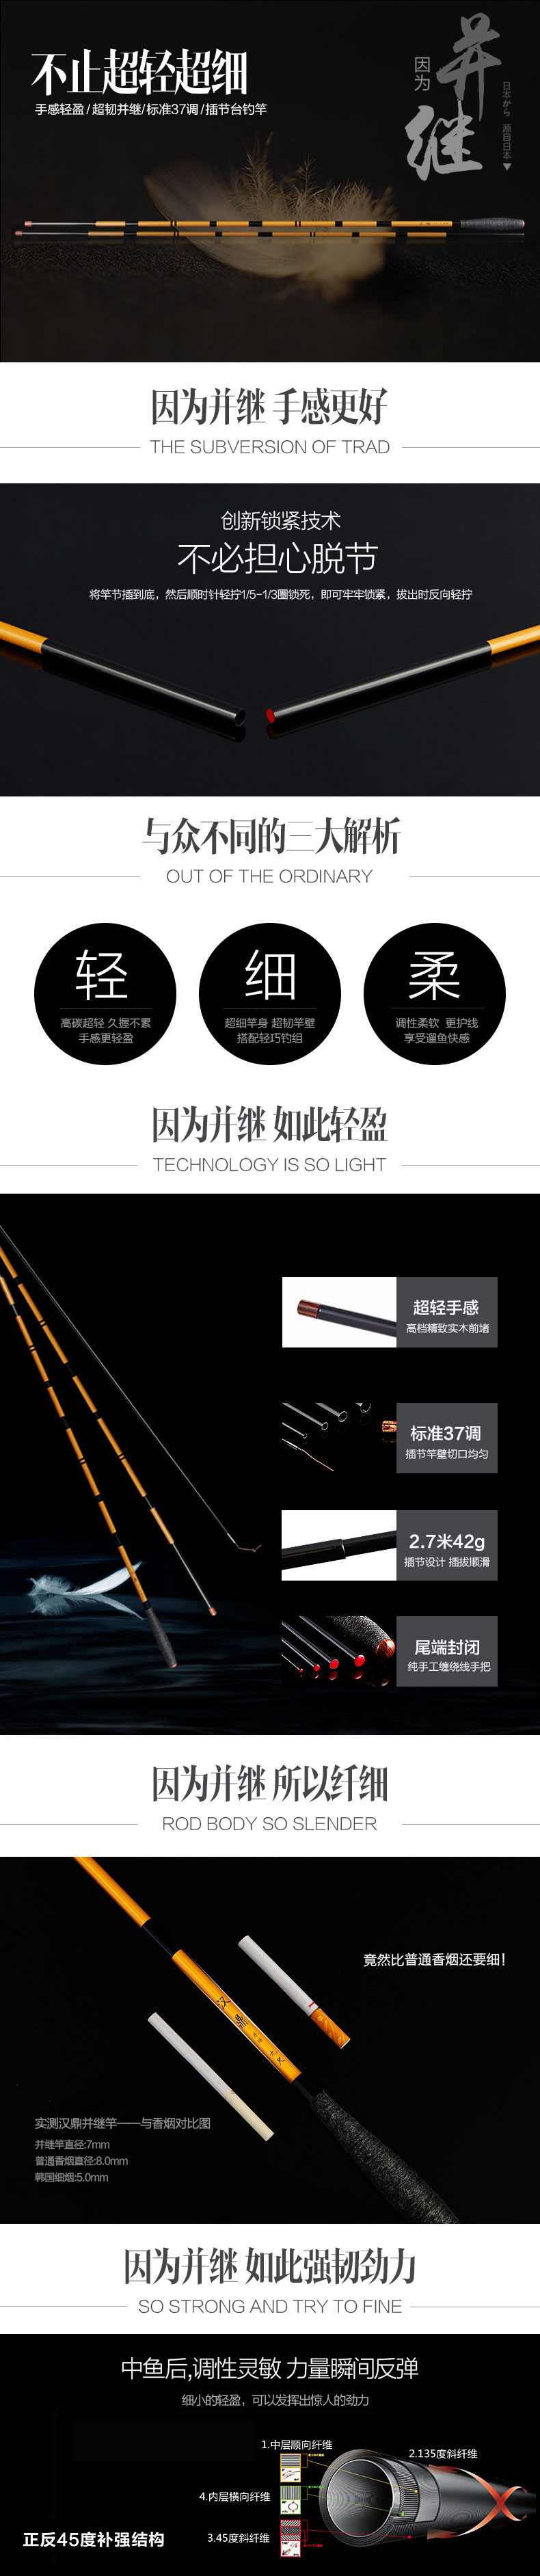 不止超轻超细
手感轻盈/超韧并继/标准37调/插节台钓竿
因为
并继
日本から 源自日本▼
因为并继 手感更好
THE SUBVERSION OF TRAD
创新锁紧技术
不必担心脱节
将竿节插到底，然后顺时针轻拧1/5-1/3圈锁死，即可牢牢锁紧，拔出时反向轻拧
与众不同的三大解析
OUT OF THE ORDINARY
轻
高碳超轻 久握不累
手感更轻盈
细
超细竿身 超韧竿壁
搭配轻巧钓组
柔
调性柔软 更护线
享受遛鱼快感
因为并继 如此轻盈
TECHNOLOGY IS SO LIGHT
超轻手感
高档精致实木前堵
标准37调
插节竿壁切口均匀
2.7米42g
插节设计 插拔顺滑
尾端封闭
纯手工缠绕线手把
因为并继 所以纤细
ROD BODY SO SLENDER
竟然比普通香烟还要细！
汉鼎
实测汉鼎并继竿——与香烟对比图
并继竿直径:7mm
普通香烟直径:8.0mm
韩国细烟:5.0mm
因为并继 如此强韧劲力
SO STRONG AND TRY TO FINE
中鱼后,调性灵敏 力量瞬间反弹
细小的轻盈，可以发挥出惊人的劲力
1.中层顺向纤维
2.135度斜纤维
4.内层横向纤维
3.45度斜纤维
正反45度补强结构